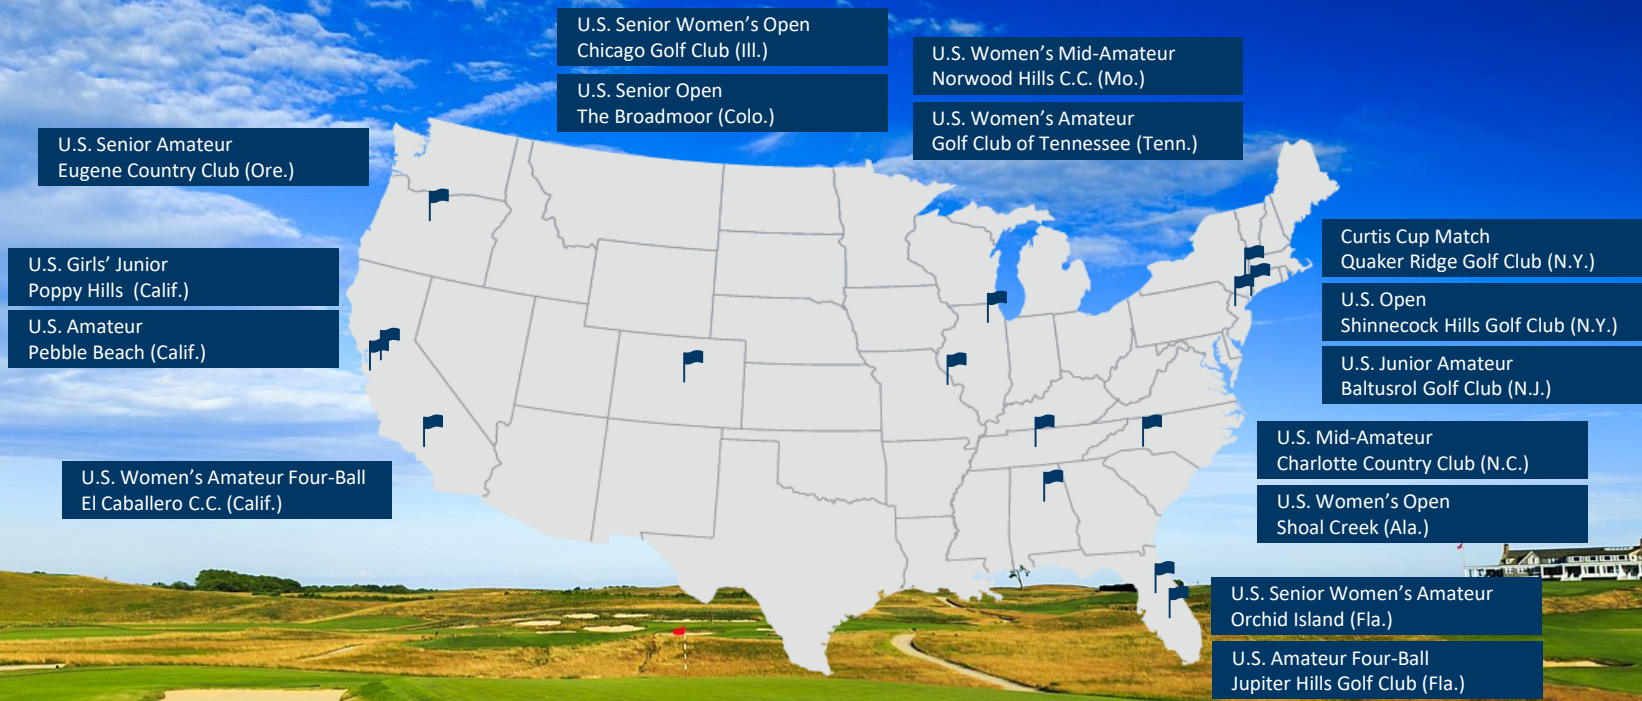 U.S. Senior Women’s Open
Chicago Golf Club (Ill.)
U.S. Senior Open
The Broadmoor (Colo.)
U.S. Women’s Mid-Amateur
Norwood Hills C.C. (Mo.)
U.S. Women’s Amateur
Golf Club of Tennessee (Tenn.)
U.S. Senior Amateur
Eugene Country Club (Ore.)
U.S. Girls’ Junior
Poppy Hills  (Calif.)
U.S. Amateur
Pebble Beach (Calif.)
U.S. Women’s Amateur Four-Ball
El Caballero C.C. (Calif.)
Curtis Cup Match
Quaker Ridge Golf Club (N.Y.)
U.S. Open
Shinnecock Hills Golf Club (N.Y.)
U.S. Junior Amateur
Baltusrol Golf Club (N.J.)
U.S. Mid-Amateur
Charlotte Country Club (N.C.)
U.S. Women’s Open
Shoal Creek (Ala.)
U.S. Senior Women’s Amateur
Orchid Island (Fla.)
U.S. Amateur Four-Ball
Jupiter Hills Golf Club (Fla.)